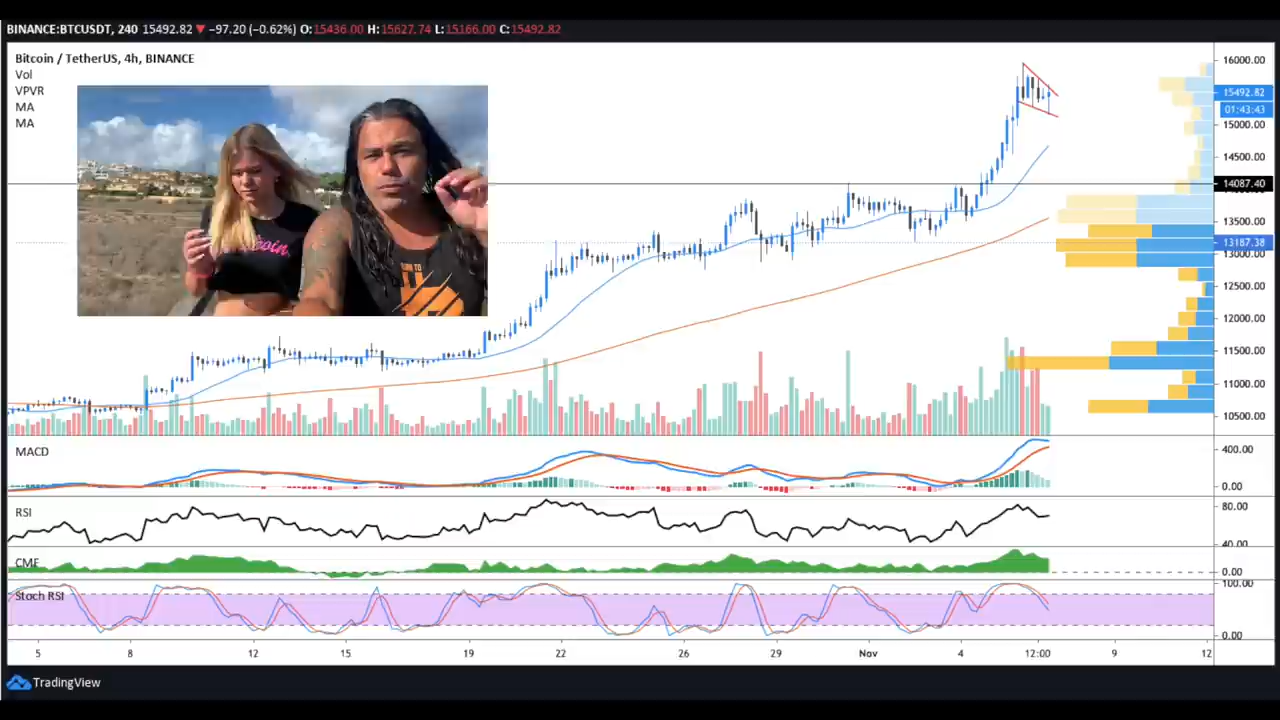 BINANCE:BTCUSDT, 240 15492.82 ▼ −97.20 (−0.62%) O:15436.00 H:15627.74 L:15166.00 C:15492.82
Bitcoin / TetherUS, 4h, BINANCE
Vol
VPVR
MA
MA
16000.00
15492.82
01:43:43
15000.00
14500.00
14087.40
13500.00
13187.38
13000.00
12500.00
12000.00
11500.00
11000.00
10500.00
MACD
400.00
0.00
RSI
80.00
40.00
CMF
0.00
Stoch RSI
100.00
0.00
5 8 12 15 19 22 26 29 Nov 4 12:00 9 12
TradingView